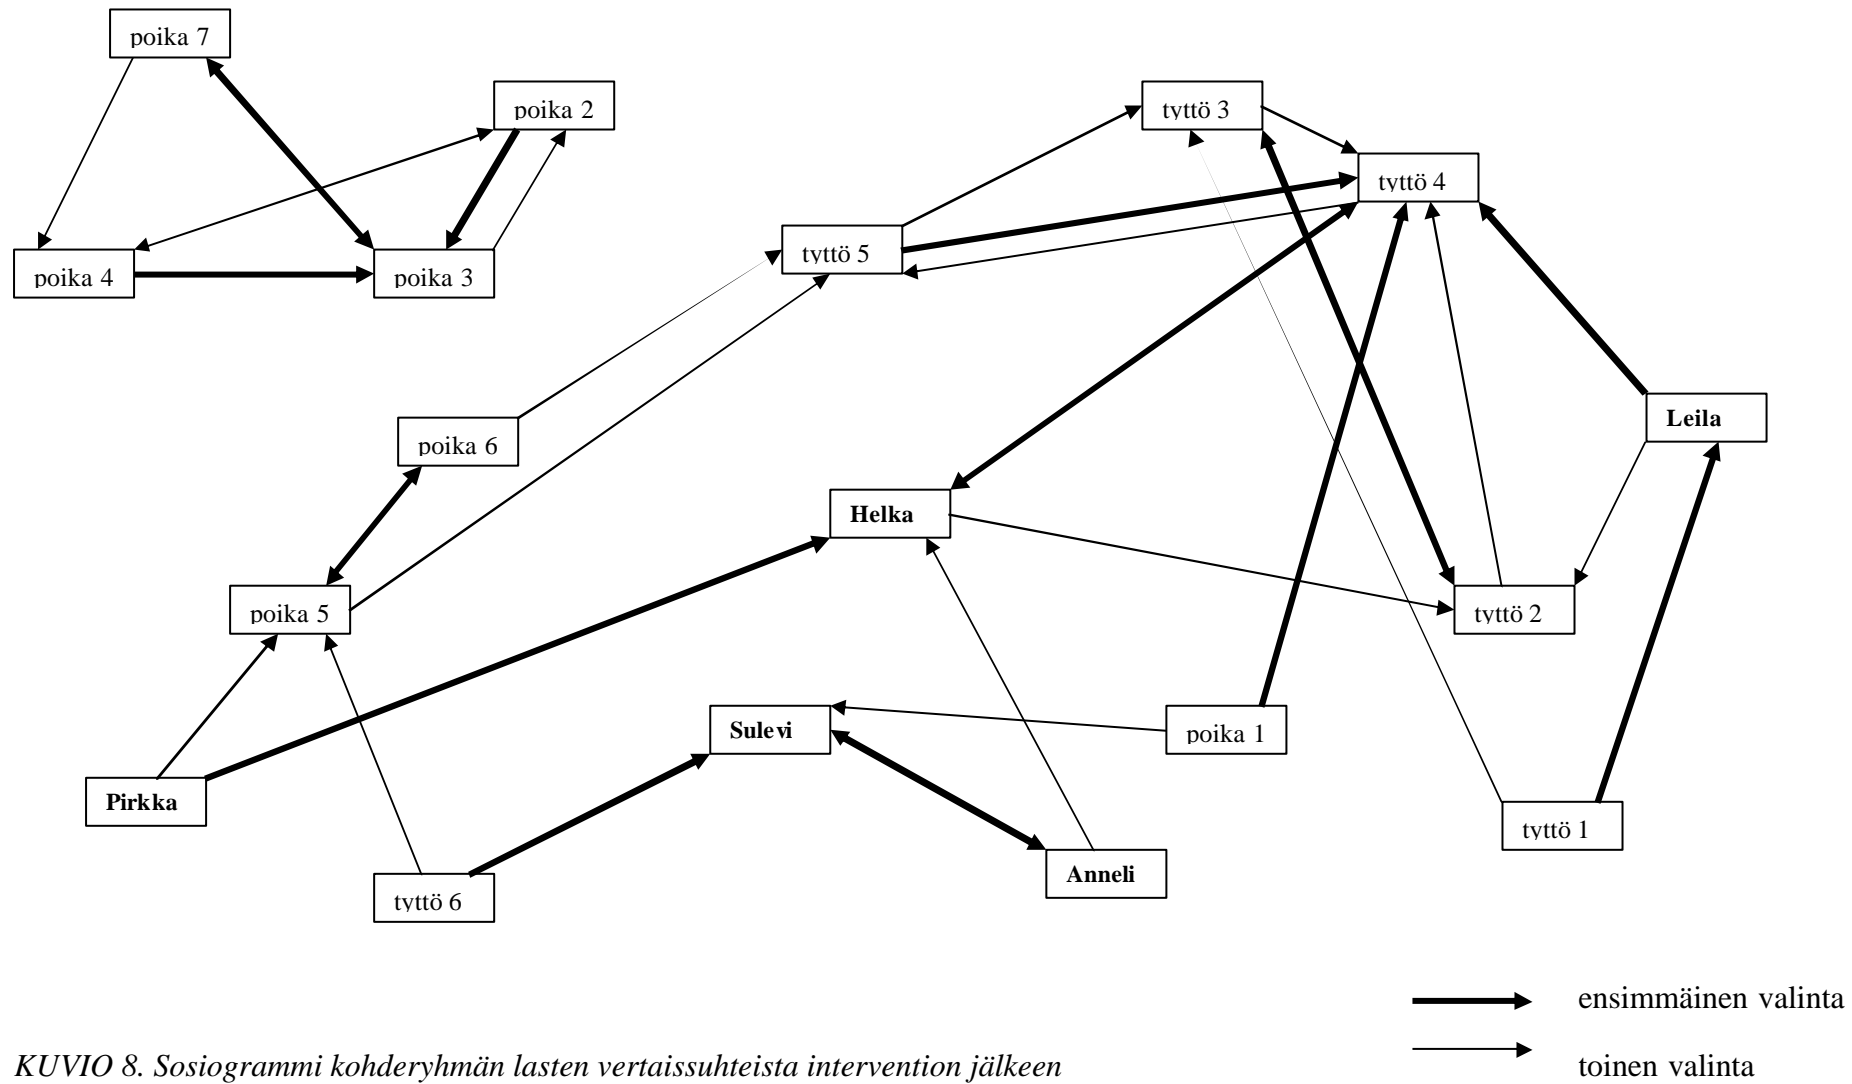 poika 7
poika 2
tyttö 3
tyttö 4
tyttö 5
poika 4
poika 3
Leila
poika 6
Helka
poika 5
tyttö 2
Sulevi
poika 1
Pirkka
tyttö 1
Anneli
tyttö 6
ensimmäinen valinta
KUVIO 8. Sosiogrammi kohderyhmän lasten vertaissuhteista intervention jälkeen
toinen valinta